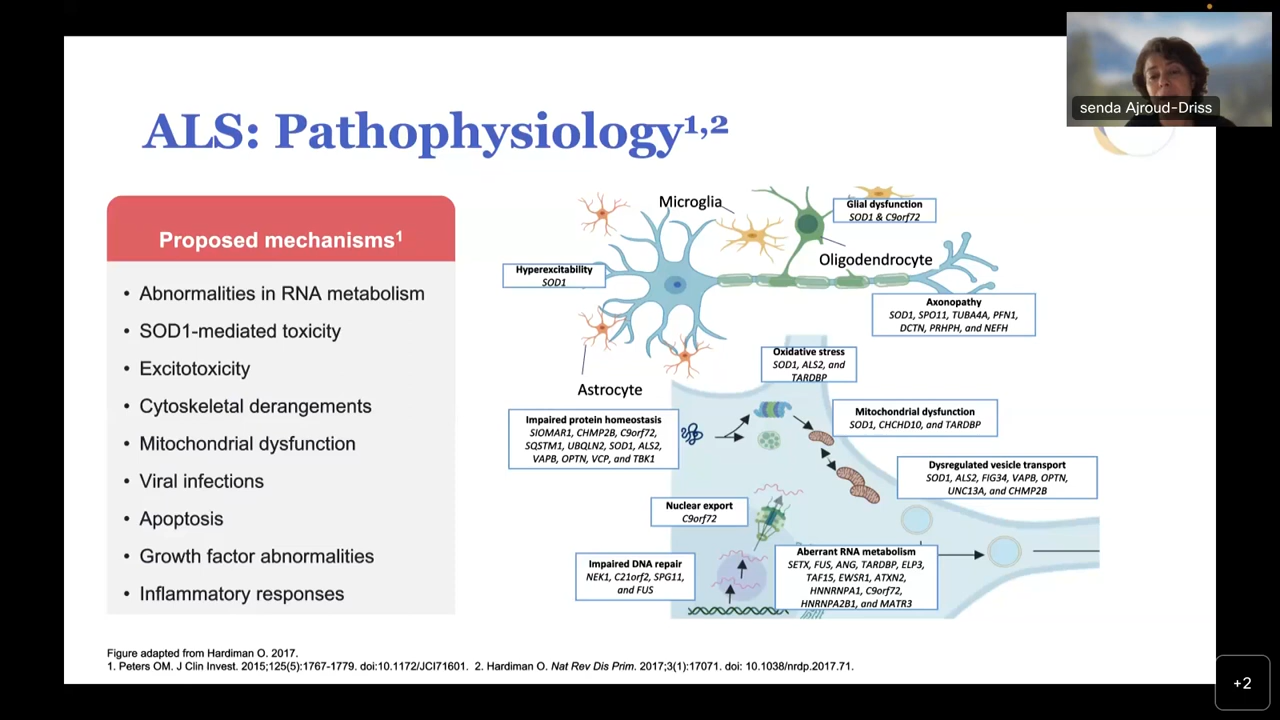 senda Ajroud-Driss
ALS: Pathophysiology¹,²
Proposed mechanisms¹
• Abnormalities in RNA metabolism
• SOD1-mediated toxicity
• Excitotoxicity
• Cytoskeletal derangements
• Mitochondrial dysfunction
• Viral infections
• Apoptosis
• Growth factor abnormalities
• Inflammatory responses
Microglia
Glial dysfunction
SOD1 & C9orf72
Oligodendrocyte
Hyperexcitability
SOD1
Axonopathy
SOD1, SPO11, TUBA4A, PFN1,
DCTN, PRHPH, and NEFH
Astrocyte
Oxidative stress
SOD1, ALS2, and
TARDBP
Impaired protein homeostasis
SIOMAR1, CHMP2B, C9orf72,
SQSTM1, UBQLN2, SOD1, ALS2,
VAPB, OPTN, VCP, and TBK1
Mitochondrial dysfunction
SOD1, CHCHD10, and TARDBP
Dysregulated vesicle transport
SOD1, ALS2, FIG34, VAPB, OPTN,
UNC13A, and CHMP2B
Nuclear export
C9orf72
Impaired DNA repair
NEK1, C21orf2, SPG11,
and FUS
Aberrant RNA metabolism
SETX, FUS, ANG, TARDBP, ELP3,
TAF15, EWSR1, ATXN2,
HNNRNPA1, C9orf72,
HNRNPA2B1, and MATR3
Figure adapted from Hardiman O. 2017.
1. Peters OM. J Clin Invest. 2015;125(5):1767-1779. doi:10.1172/JCI71601. 2. Hardiman O. Nat Rev Dis Prim. 2017;3(1):17071. doi: 10.1038/nrdp.2017.71.
+2